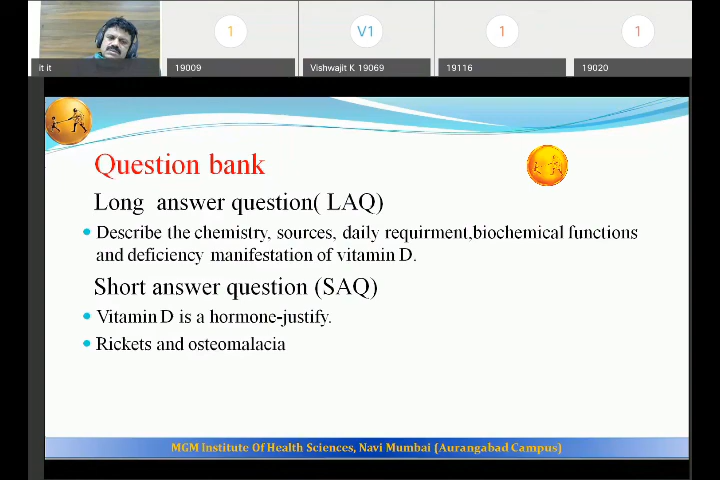 it it
1
19009
V1
Vishwajit K 19069
1
19116
1
19020
Question bank
Long answer question( LAQ)
Describe the chemistry, sources, daily requirment,biochemical functions
and deficiency manifestation of vitamin D.
Short answer question (SAQ)
Vitamin D is a hormone-justify.
Rickets and osteomalacia
MGM Institute Of Health Sciences, Navi Mumbai (Aurangabad Campus)